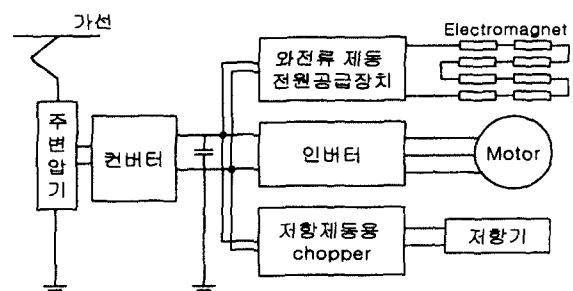 가선
Electromagnet
와전류 제동
전원공급장치
주
변
압
기
컨버터
인버터
Motor
저항제동용
chopper
저항기